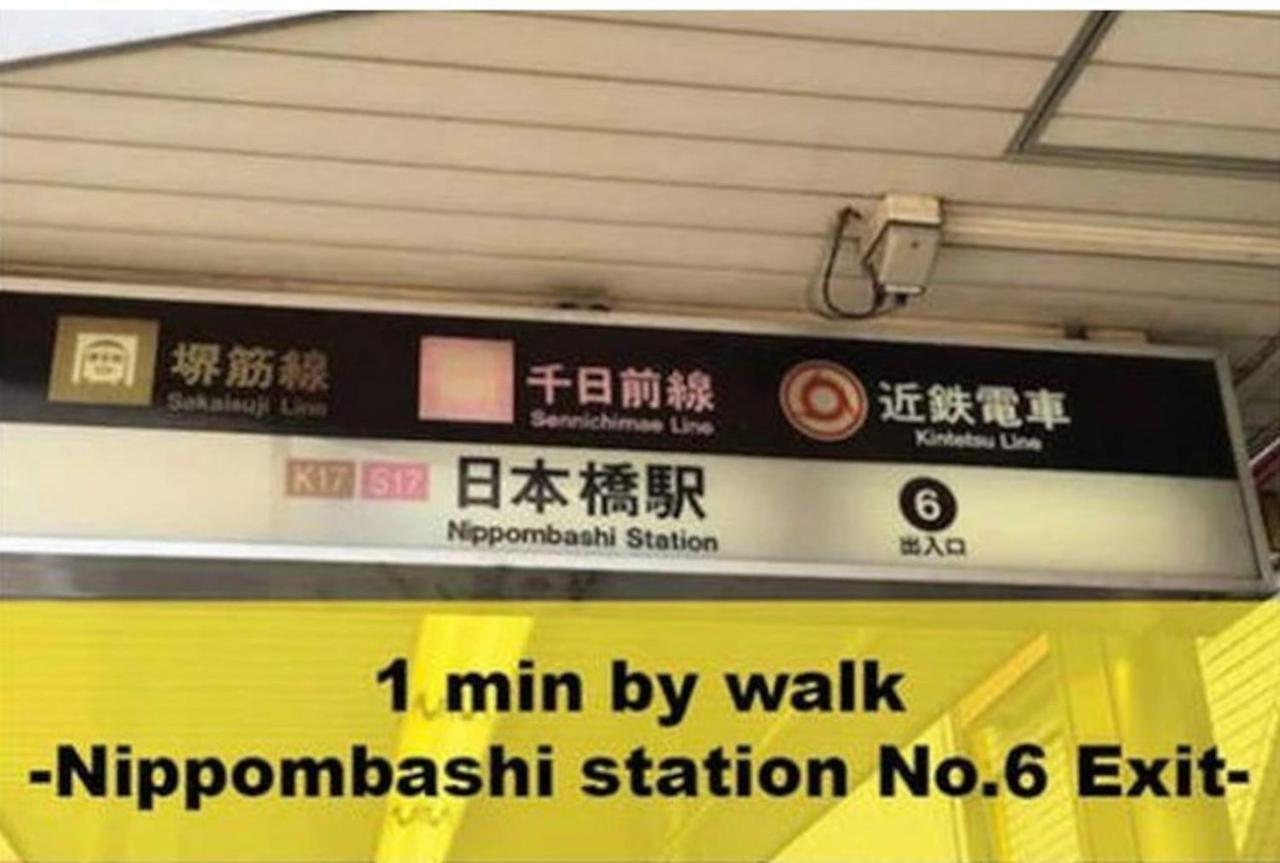 堺筋線 千日前線 近鉄電車
Sakaisuji Line Sennichimae Line Kintetsu Line
K17 S17 日本橋駅 6
Nippombashi Station 出入口
1 min by walk
-Nippombashi station No.6 Exit-